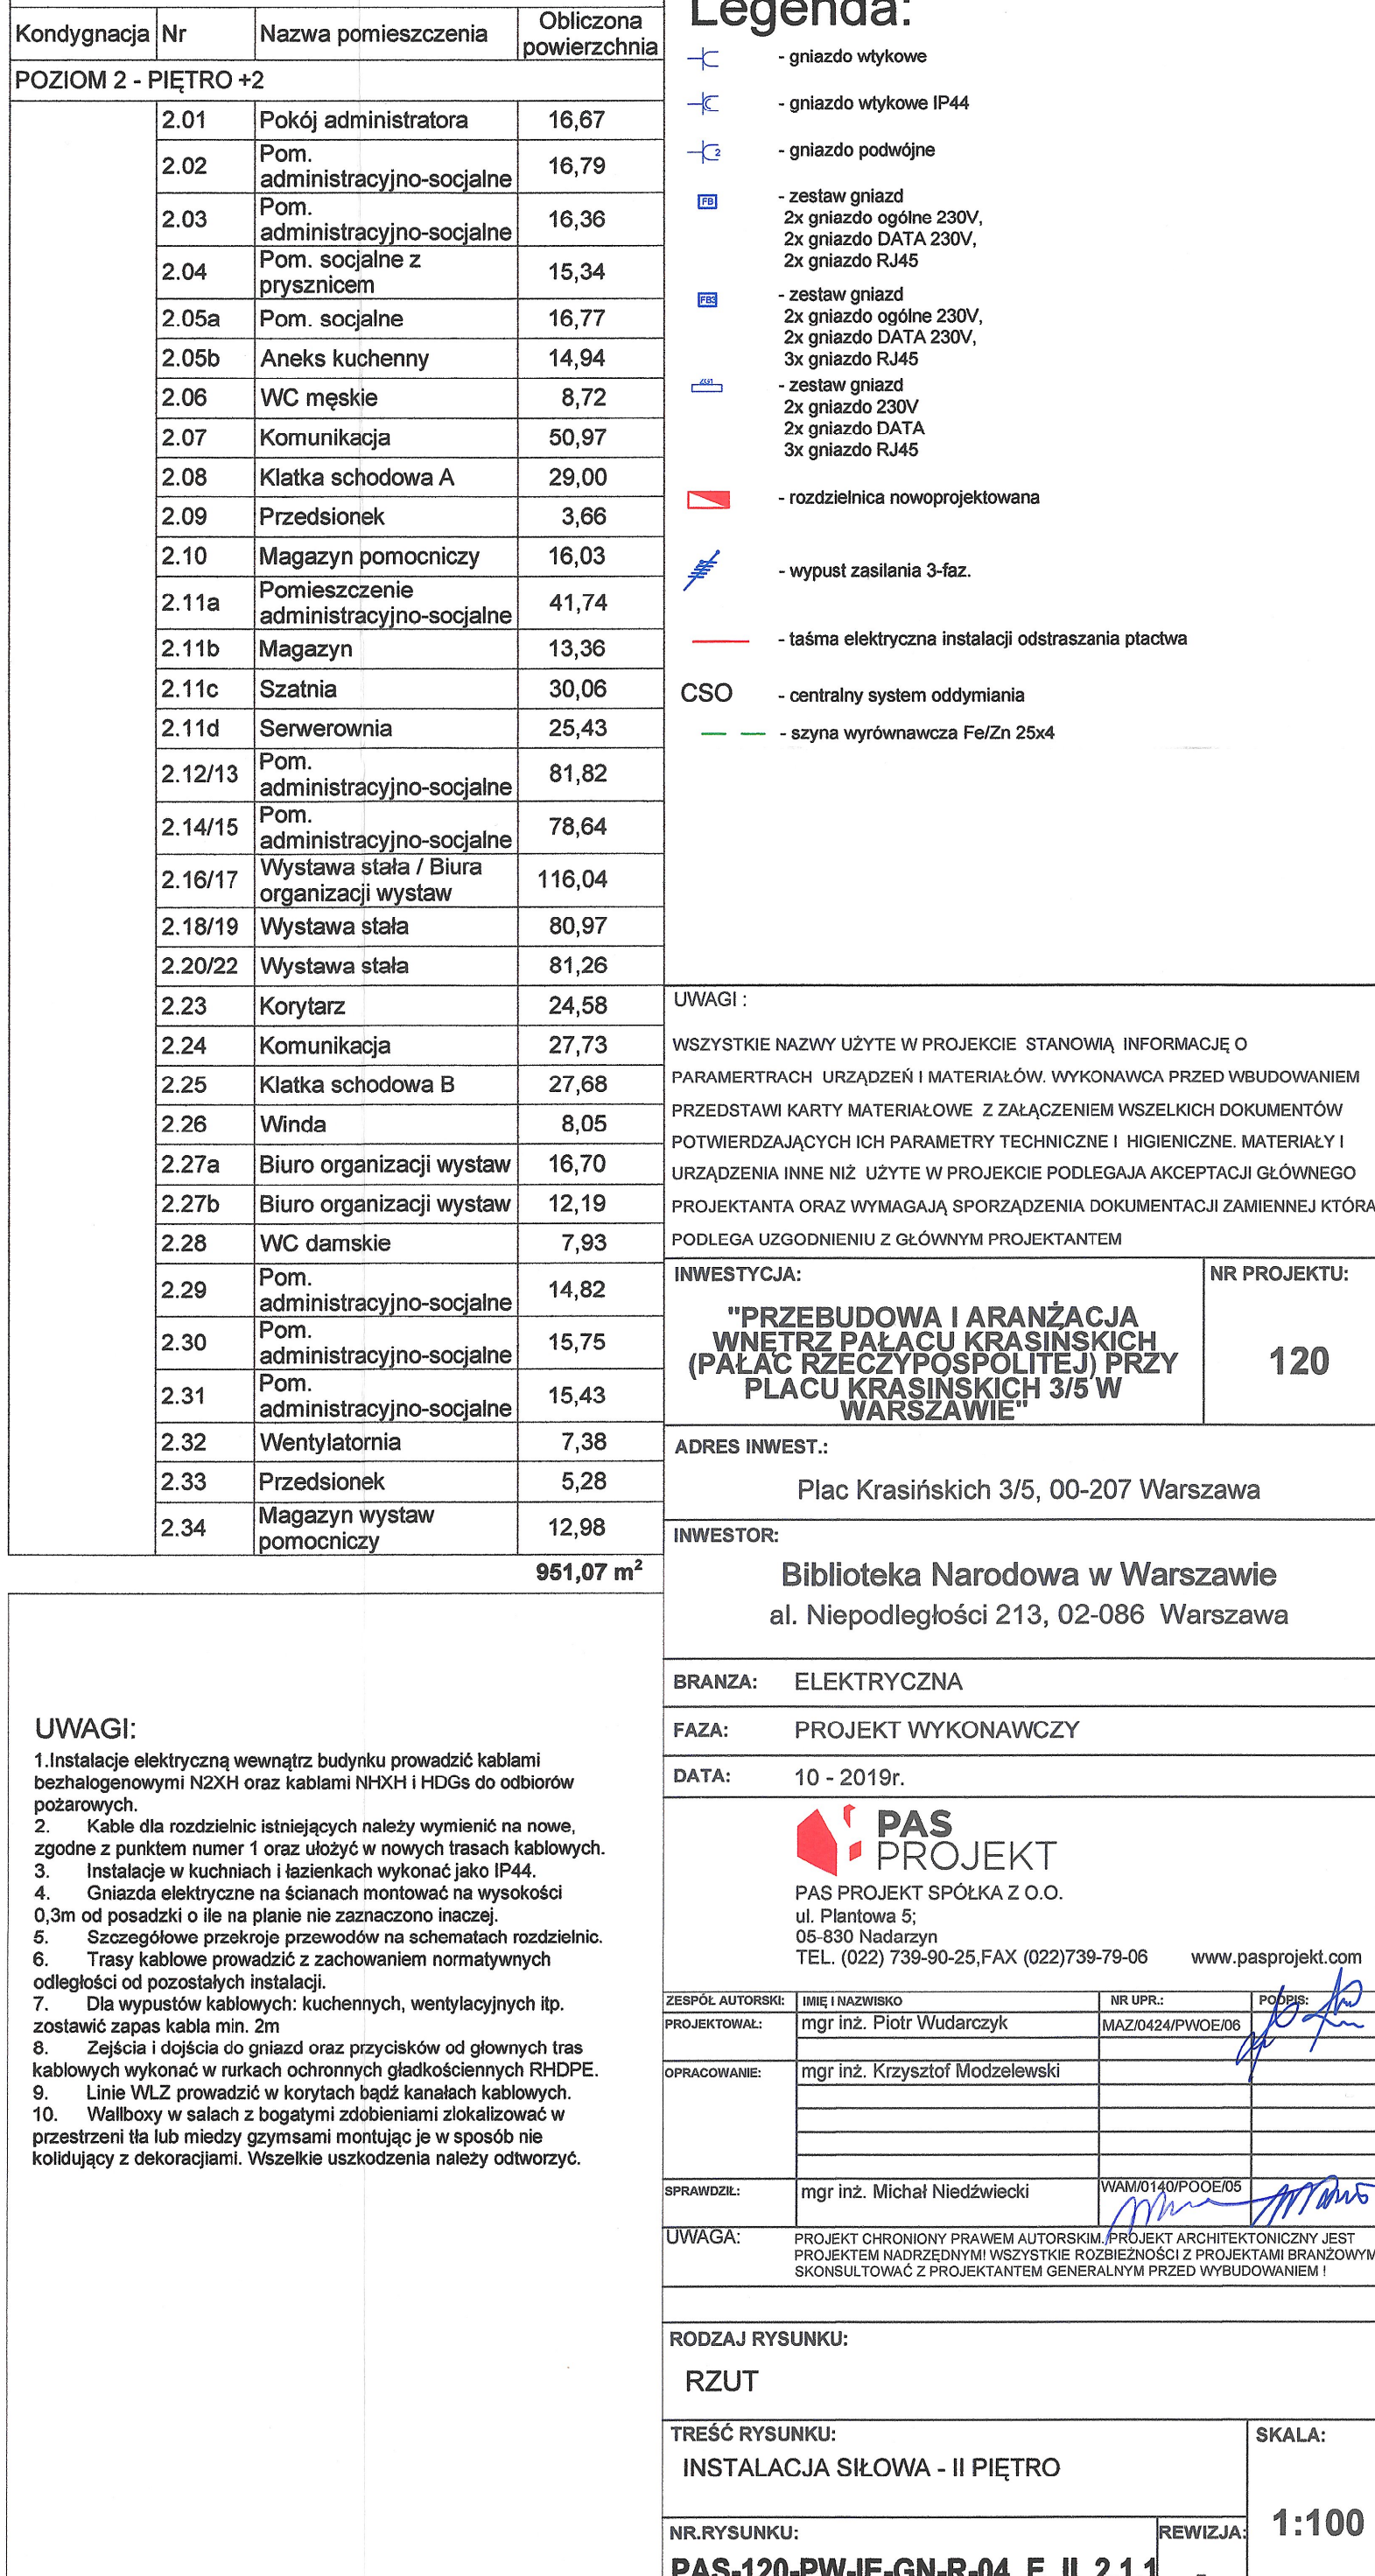 Kondygnacja Nr Nazwa pomieszczenia Obliczona powierzchnia
POZIOM 2 - PIĘTRO +2
2.01 Pokój administratora 16,67
2.02 Pom. administracyjno-socjalne 16,79
2.03 Pom. administracyjno-socjalne 16,36
2.04 Pom. socjalne z prysznicem 15,34
2.05a Pom. socjalne 16,77
2.05b Aneks kuchenny 14,94
2.06 WC męskie 8,72
2.07 Komunikacja 50,97
2.08 Klatka schodowa A 29,00
2.09 Przedsionek 3,66
2.10 Magazyn pomocniczy 16,03
2.11a Pomieszczenie administracyjno-socjalne 41,74
2.11b Magazyn 13,36
2.11c Szatnia 30,06
2.11d Serwerownia 25,43
2.12/13 Pom. administracyjno-socjalne 81,82
2.14/15 Pom. administracyjno-socjalne 78,64
2.16/17 Wystawa stała / Biura organizacji wystaw 116,04
2.18/19 Wystawa stała 80,97
2.20/22 Wystawa stała 81,26
2.23 Korytarz 24,58
2.24 Komunikacja 27,73
2.25 Klatka schodowa B 27,68
2.26 Winda 8,05
2.27a Biuro organizacji wystaw 16,70
2.27b Biuro organizacji wystaw 12,19
2.28 WC damskie 7,93
2.29 Pom. administracyjno-socjalne 14,82
2.30 Pom. administracyjno-socjalne 15,75
2.31 Pom. administracyjno-socjalne 15,43
2.32 Wentylatornia 7,38
2.33 Przedsionek 5,28
2.34 Magazyn wystaw pomocniczy 12,98
951,07 m²
UWAGI:
1.Instalacje elektryczną wewnątrz budynku prowadzić kablami
bezhalogenowymi N2XH oraz kablami NHXH i HDGs do odbiorów
pożarowych.
2. Kable dla rozdzielnic istniejących należy wymienić na nowe,
zgodne z punktem numer 1 oraz ułożyć w nowych trasach kablowych.
3. Instalacje w kuchniach i łazienkach wykonać jako IP44.
4. Gniazda elektryczne na ścianach montować na wysokości
0,3m od posadzki o ile na planie nie zaznaczono inaczej.
5. Szczegółowe przekroje przewodów na schematach rozdzielnic.
6. Trasy kablowe prowadzić z zachowaniem normatywnych
odległości od pozostałych instalacji.
7. Dla wypustów kablowych: kuchennych, wentylacyjnych itp.
zostawić zapas kabla min. 2m
8. Zejścia i dojścia do gniazd oraz przycisków od głownych tras
kablowych wykonać w rurkach ochronnych gładkościennych RHDPE.
9. Linie WLZ prowadzić w korytach bądź kanałach kablowych.
10. Wallboxy w salach z bogatymi zdobieniami zlokalizować w
przestrzeni tła lub miedzy gzymsami montując je w sposób nie
kolidujący z dekoracjiami. Wszelkie uszkodzenia należy odtworzyć.
Legenda:
- gniazdo wtykowe
- gniazdo wtykowe IP44
2 - gniazdo podwójne
FB - zestaw gniazd
2x gniazdo ogólne 230V,
2x gniazdo DATA 230V,
2x gniazdo RJ45
FB3 - zestaw gniazd
2x gniazdo ogólne 230V,
2x gniazdo DATA 230V,
3x gniazdo RJ45
- zestaw gniazd
2x gniazdo 230V
2x gniazdo DATA
3x gniazdo RJ45
- rozdzielnica nowoprojektowana
- wypust zasilania 3-faz.
- taśma elektryczna instalacji odstraszania ptactwa
CSO - centralny system oddymiania
- szyna wyrównawcza Fe/Zn 25x4
UWAGI :
WSZYSTKIE NAZWY UŻYTE W PROJEKCIE STANOWIĄ INFORMACJĘ O
PARAMERTRACH URZĄDZEŃ I MATERIAŁÓW. WYKONAWCA PRZED WBUDOWANIEM
PRZEDSTAWI KARTY MATERIAŁOWE Z ZAŁĄCZENIEM WSZELKICH DOKUMENTÓW
POTWIERDZAJĄCYCH ICH PARAMETRY TECHNICZNE I HIGIENICZNE. MATERIAŁY I
URZĄDZENIA INNE NIŻ UŻYTE W PROJEKCIE PODLEGAJA AKCEPTACJI GŁÓWNEGO
PROJEKTANTA ORAZ WYMAGAJĄ SPORZĄDZENIA DOKUMENTACJI ZAMIENNEJ KTÓRA
PODLEGA UZGODNIENIU Z GŁÓWNYM PROJEKTANTEM
INWESTYCJA:
"PRZEBUDOWA I ARANŻACJA
WNĘTRZ PAŁACU KRASIŃSKICH
(PAŁAC RZECZYPOSPOLITEJ) PRZY
PLACU KRASIŃSKICH 3/5 W
WARSZAWIE"
NR PROJEKTU:
120
ADRES INWEST.:
Plac Krasińskich 3/5, 00-207 Warszawa
INWESTOR:
Biblioteka Narodowa w Warszawie
al. Niepodległości 213, 02-086 Warszawa
BRANZA: ELEKTRYCZNA
FAZA: PROJEKT WYKONAWCZY
DATA: 10 - 2019r.
PAS
PROJEKT
PAS PROJEKT SPÓŁKA Z O.O.
ul. Plantowa 5;
05-830 Nadarzyn
TEL. (022) 739-90-25,FAX (022)739-79-06 www.pasprojekt.com
ZESPÓŁ AUTORSKI: IMIĘ I NAZWISKO NR UPR.: PODPIS:
PROJEKTOWAŁ: mgr inż. Piotr Wudarczyk MAZ/0424/PWOE/06
OPRACOWANIE: mgr inż. Krzysztof Modzelewski
SPRAWDZIŁ: mgr inż. Michał Niedźwiecki WAM/0140/POOE/05
UWAGA: PROJEKT CHRONIONY PRAWEM AUTORSKIM. PROJEKT ARCHITEKTONICZNY JEST
PROJEKTEM NADRZĘDNYM! WSZYSTKIE ROZBIEŻNOŚCI Z PROJEKTAMI BRANŻOWYM
SKONSULTOWAĆ Z PROJEKTANTEM GENERALNYM PRZED WYBUDOWANIEM !
RODZAJ RYSUNKU:
RZUT
TREŚĆ RYSUNKU:
INSTALACJA SIŁOWA - II PIĘTRO
SKALA:
1:100
NR.RYSUNKU:
PAS-120-PW-IE-GN-R-04_E_II_2.1.1
REWIZJA:
-